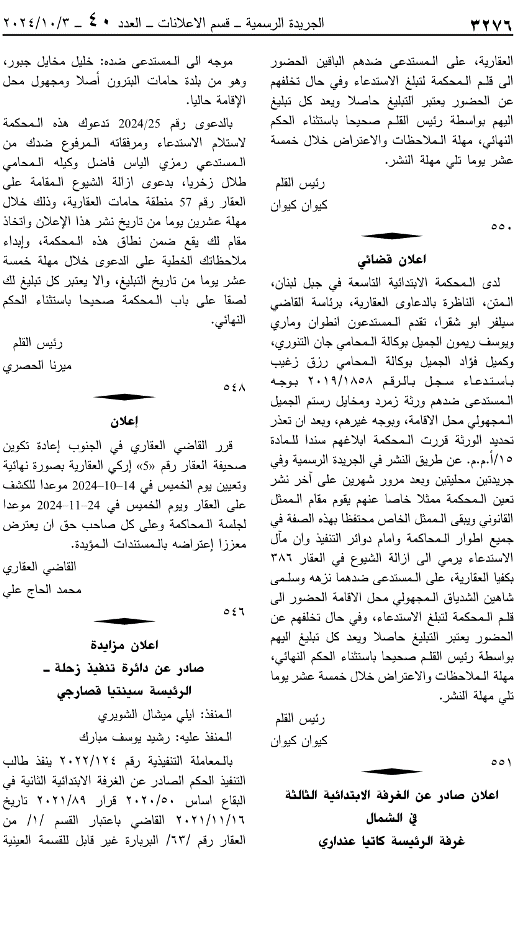 ٣٢٧٦
الجريدة الرسمية – قسم الاعلانات – العدد ٤٠ – ٢٠٢٤/١٠/٣
العقارية، على المستدعى ضدهم الباقين الحضور
الى قلم المحكمة لتبلغ الاستدعاء وفي حال تخلفهم
عن الحضور يعتبر التبليغ حاصلا ويعد كل تبليغ
اليهم بواسطة رئيس القلم صحيحا باستثناء الحكم
النهائي، مهلة الملاحظات والاعتراض خلال خمسة
عشر يوما تلي مهلة النشر.
رئيس القلم
كيوان كيوان
٥٥٠
اعلان قضائي
لدى المحكمة الابتدائية التاسعة في جبل لبنان،
المتن، الناظرة بالدعاوى العقارية، برئاسة القاضي
سيلفر ابو شقرا، تقدم المستدعون انطوان وماري
ويوسف ريمون الجميل بوكالة المحامي جان التنوري،
وكميل فؤاد الجميل بوكالة المحامي رزق زغيب
باستدعاء سجل بالرقم ٢٠١٩/١٨٥٨ بوجه
المستدعى ضدهم ورثة زمرد ومخايل رستم الجميل
المجهولي محل الاقامة، وبوجه غيرهم، وبعد ان تعذر
تحديد الورثة قررت المحكمة ابلاغهم سندا للمادة
١٥/أ.م.م. عن طريق النشر في الجريدة الرسمية وفي
جريدتين محليتين وبعد مرور شهرين على آخر نشر
تعين المحكمة ممثلا خاصا عنهم يقوم مقام الممثل
القانوني ويبقى الممثل الخاص محتفظا بهذه الصفة في
جميع اطوار المحاكمة وامام دوائر التنفيذ وان مآل
الاستدعاء يرمي الى ازالة الشيوع في العقار ٣٨٦
بكفيا العقارية، على المستدعى ضدهما نزهه وسلمى
شاهين الشدياق المجهولي محل الاقامة الحضور الى
قلم المحكمة لتبلغ الاستدعاء، وفي حال تخلفهم عن
الحضور يعتبر التبليغ حاصلا ويعد كل تبليغ اليهم
بواسطة رئيس القلم صحيحا باستثناء الحكم النهائي،
مهلة الملاحظات والاعتراض خلال خمسة عشر يوما
تلي مهلة النشر.
رئيس القلم
كيوان كيوان
٥٥١
اعلان صادر عن الغرفة الابتدائية الثالثة
في الشمال
غرفة الرئيسة كاتيا عنداري
موجه الى المستدعى ضده: خليل مخايل جبور،
وهو من بلدة حامات البترون أصلا ومجهول محل
الإقامة حاليا.
بالدعوى رقم 2024/25 تدعوك هذه المحكمة
لاستلام الاستدعاء ومرفقاته المرفوع ضدك من
المستدعي رمزي الياس فاضل وكيله المحامي
طلال زخريا، بدعوى ازالة الشيوع المقامة على
العقار رقم 57 منطقة حامات العقارية، وذلك خلال
مهلة عشرين يوما من تاريخ نشر هذا الإعلان واتخاذ
مقام لك يقع ضمن نطاق هذه المحكمة، وإبداء
ملاحظاتك الخطية على الدعوى خلال مهلة خمسة
عشر يوما من تاريخ التبليغ، والا يعتبر كل تبليغ لك
لصقا على باب المحكمة صحيحا باستثناء الحكم
النهائي.
رئيس القلم
ميرنا الحصري
٥٤٨
إعلان
قرر القاضي العقاري في الجنوب إعادة تكوين
صحيفة العقار رقم «5» إركي العقارية بصورة نهائية
وتعيين يوم الخميس في 14–10–2024 موعدا للكشف
على العقار ويوم الخميس في 24–11–2024 موعدا
لجلسة المحاكمة وعلى كل صاحب حق ان يعترض
معززا إعتراضه بالمستندات المؤيدة.
القاضي العقاري
محمد الحاج علي
٥٤٦
اعلان مزايدة
صادر عن دائرة تنفيذ زحلة –
الرئيسة سينتيا قصارجي
المنفذ: ايلي ميشال الشويري
المنفذ عليه: رشيد يوسف مبارك
بالمعاملة التنفيذية رقم ٢٠٢٢/١٢٤ ينفذ طالب
التنفيذ الحكم الصادر عن الغرفة الابتدائية الثانية في
البقاع اساس ٢٠٢٠/٥٠ قرار ٢٠٢١/٨٩ تاريخ
٢٠٢١/١١/١٦ القاضي باعتبار القسم /١/ من
العقار رقم /٦٣/ البربارة غير قابل للقسمة العينية